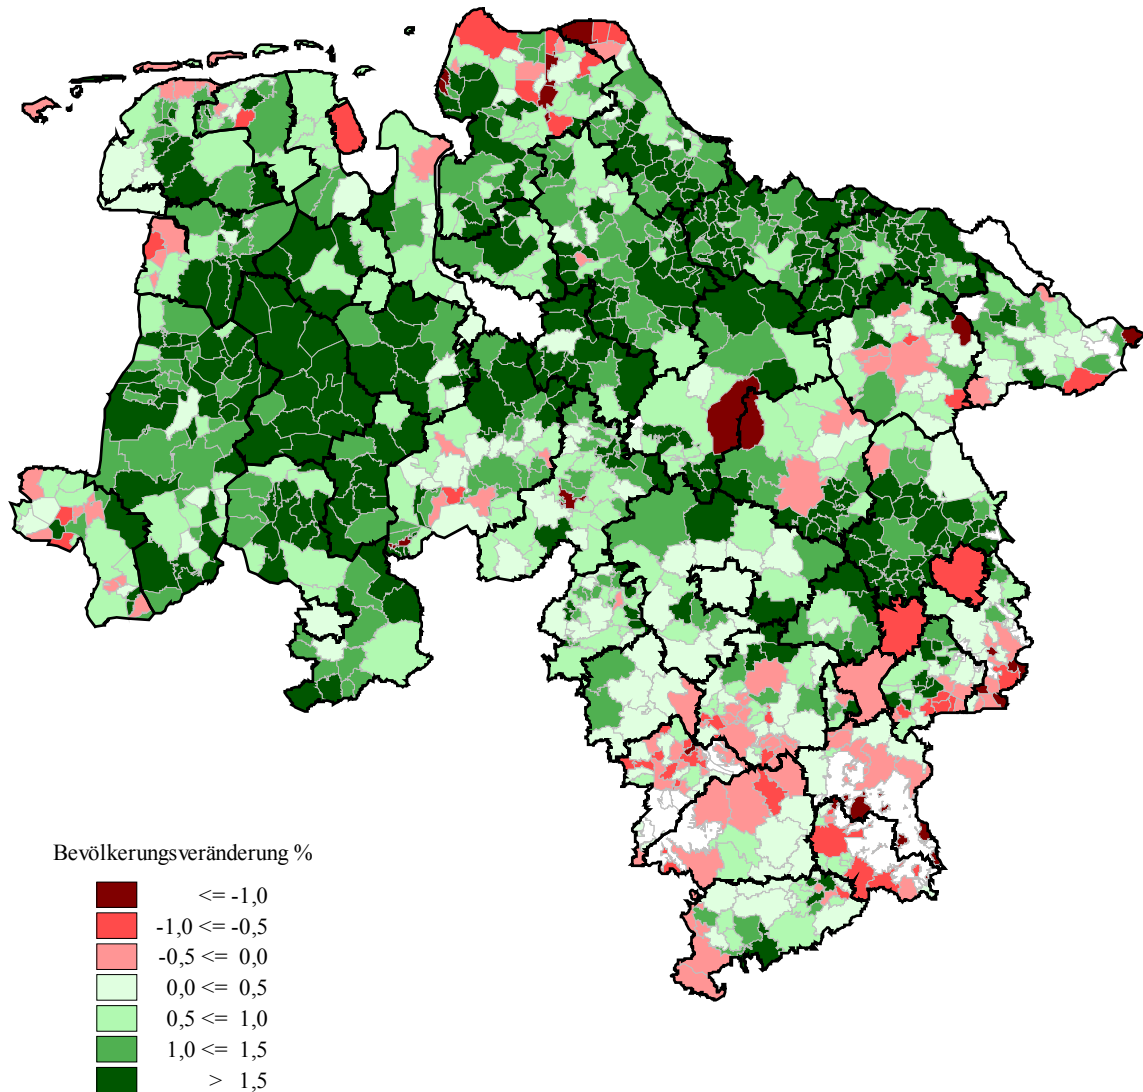 Bevölkerungsveränderung %
<= -1,0
-1,0 <= -0,5
-0,5 <= 0,0
0,0 <= 0,5
0,5 <= 1,0
1,0 <= 1,5
> 1,5